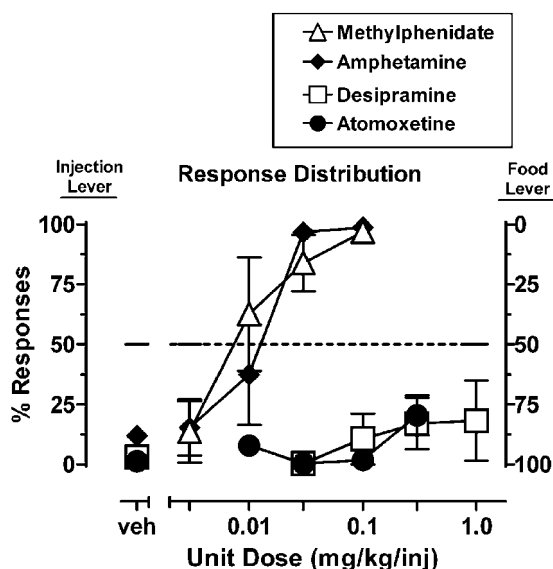 Methylphenidate
Amphetamine
Desipramine
Atomoxetine
Injection
Lever
Response Distribution
Food
Lever
100
75
50
25
0
% Responses
0
25
50
75
100
veh
0.01
0.1
1.0
Unit Dose (mg/kg/inj)